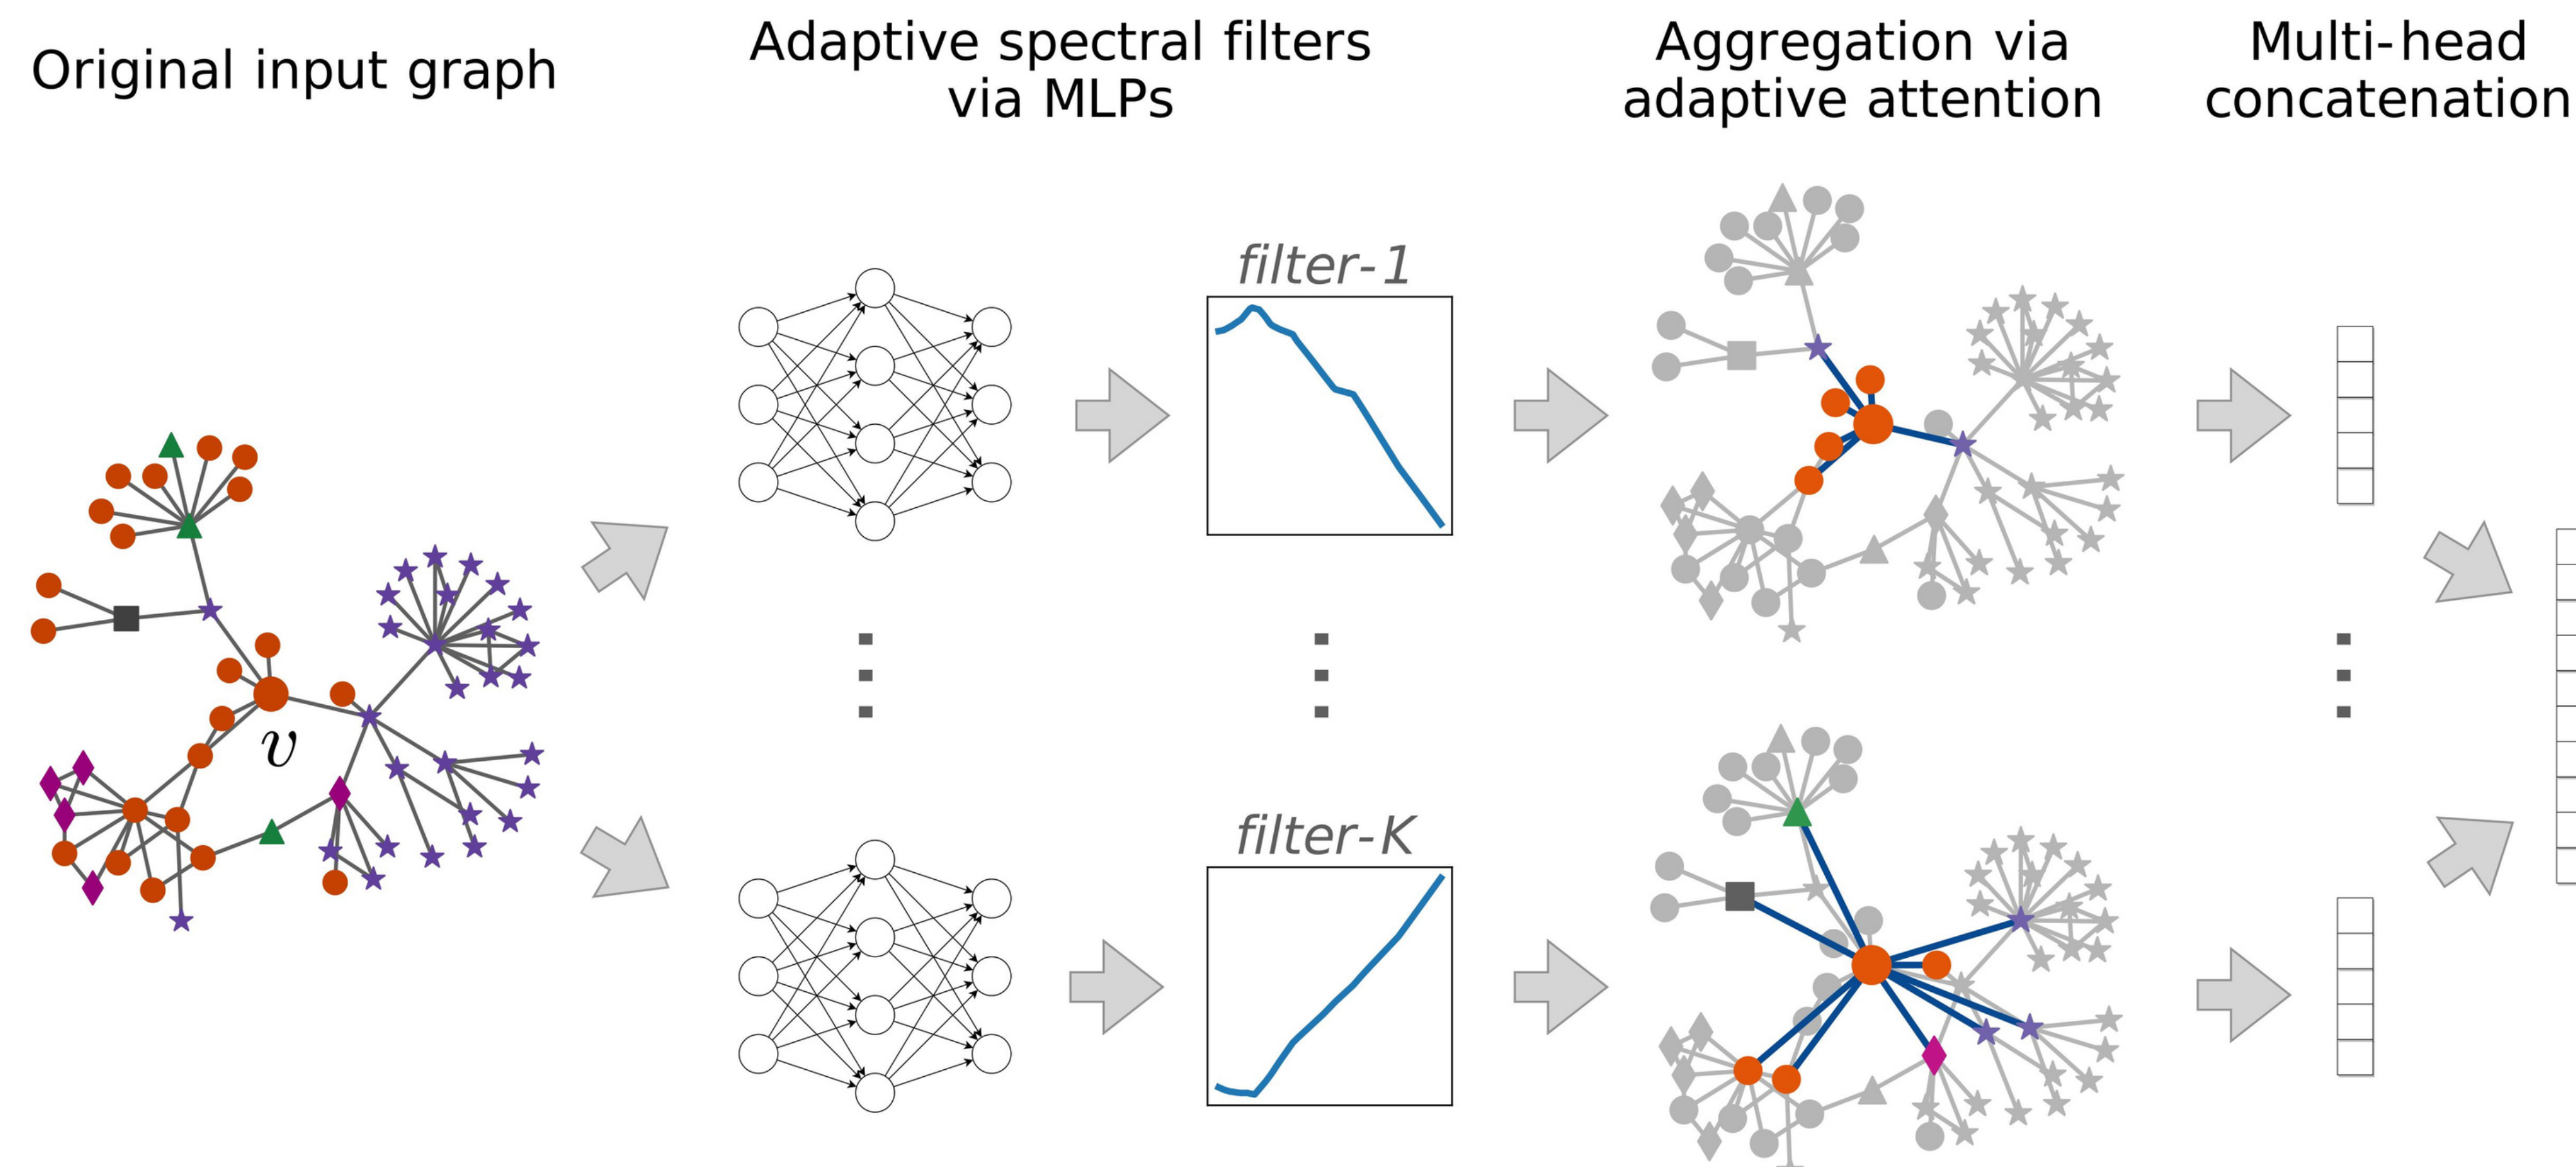 Original input graph
Adaptive spectral filters
via MLPs
Aggregation via
adaptive attention
Multi-head
concatenation
filter-1
v
filter-K